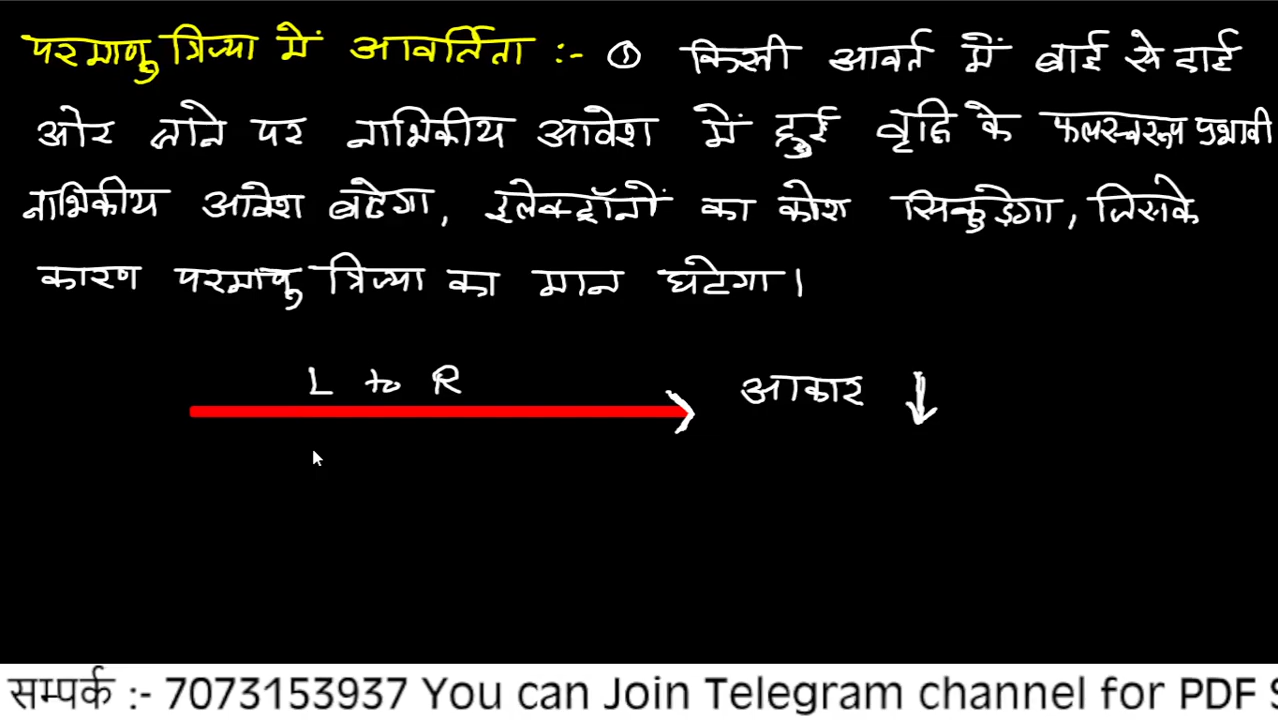 परमाणु त्रिज्या में आवर्तिता :- ① किसी आवर्त में बाई से दाई
ओर जाने पर नाभिकीय आवेश में हुई वृद्धि के फलस्वरूप प्रभावी
नाभिकीय आवेश बढेगा, इलेक्ट्रॉनों का कोश सिकुड़ेगा, जिसके
कारण परमाणु त्रिज्या का मान घटेगा।
L to R आकार ↓
सम्पर्क :- 7073153937 You can Join Telegram channel for PDF S